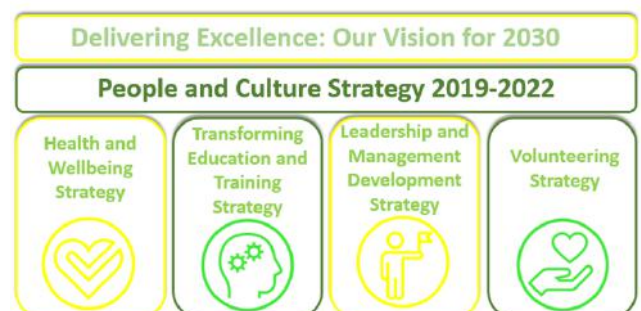 Delivering Excellence: Our Vision for 2030
People and Culture Strategy 2019-2022
Health and
Wellbeing
Strategy
Transforming
Education and
Training
Strategy
Leadership and
Management
Development
Strategy
Volunteering
Strategy